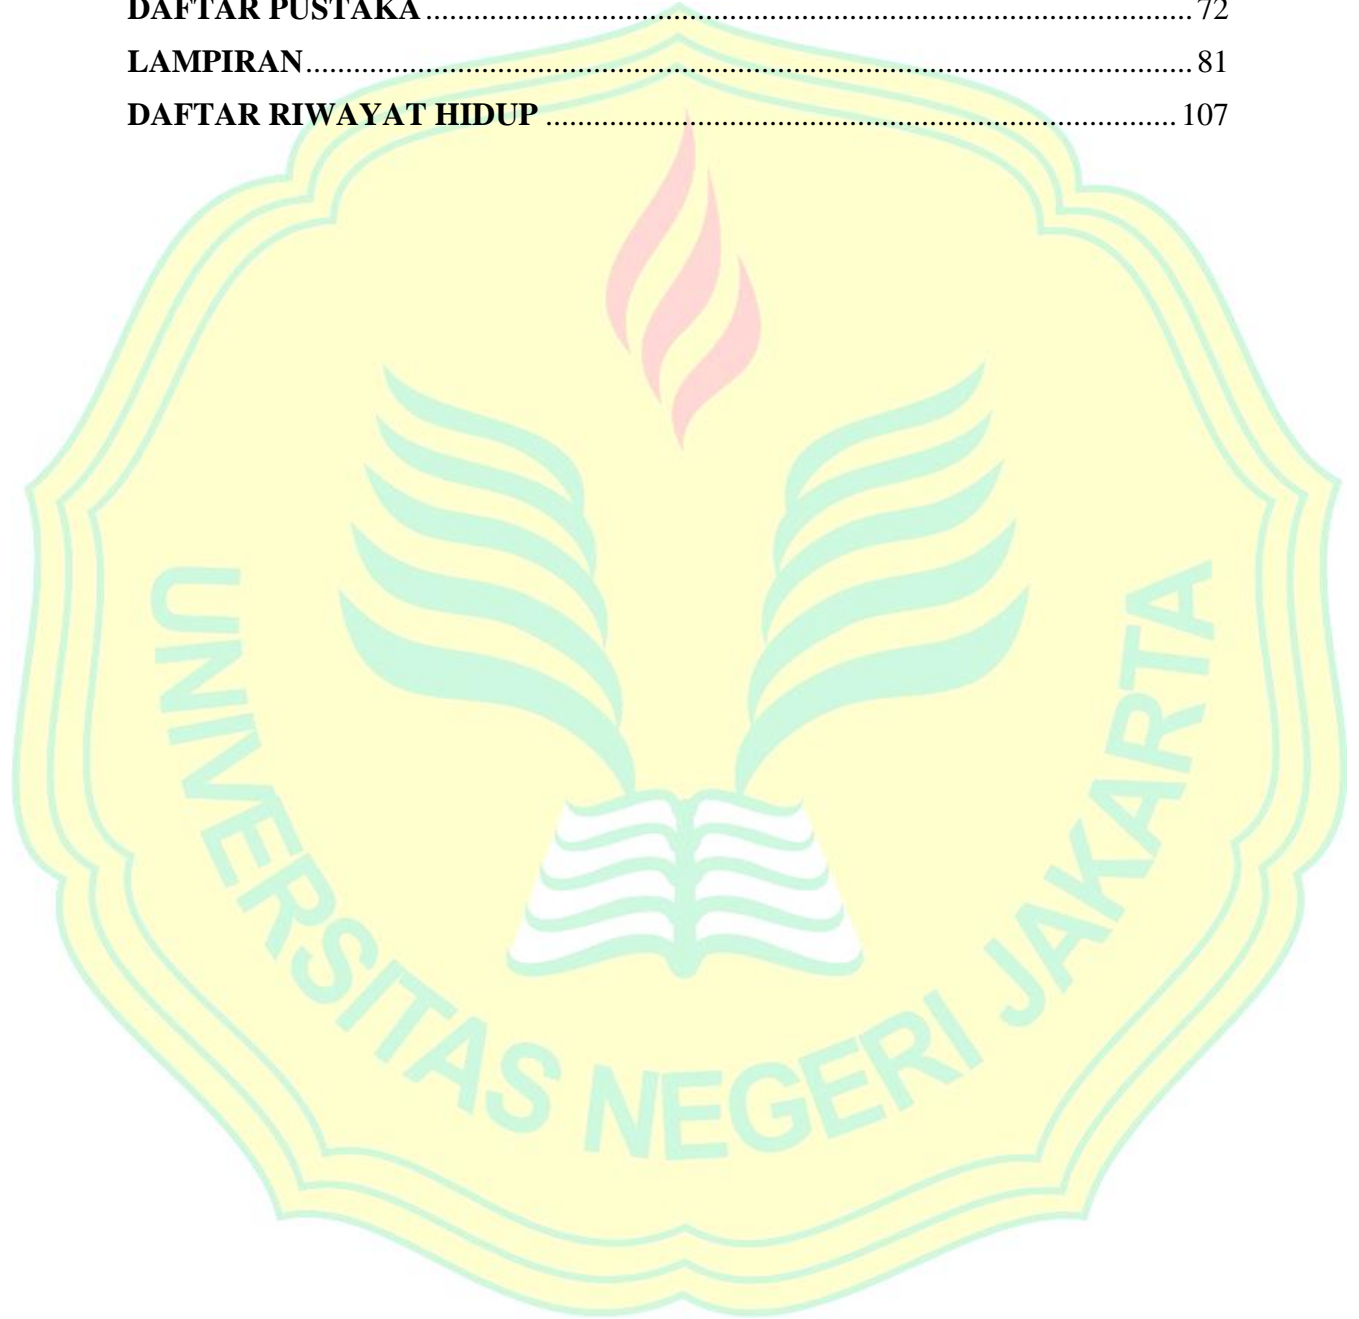 DAFTAR PUSTAKA........................................................................................................72
LAMPIRAN........................................................................................................................81
DAFTAR RIWAYAT HIDUP .....................................................................................107
UNIVERSITAS NEGERI JAKARTA